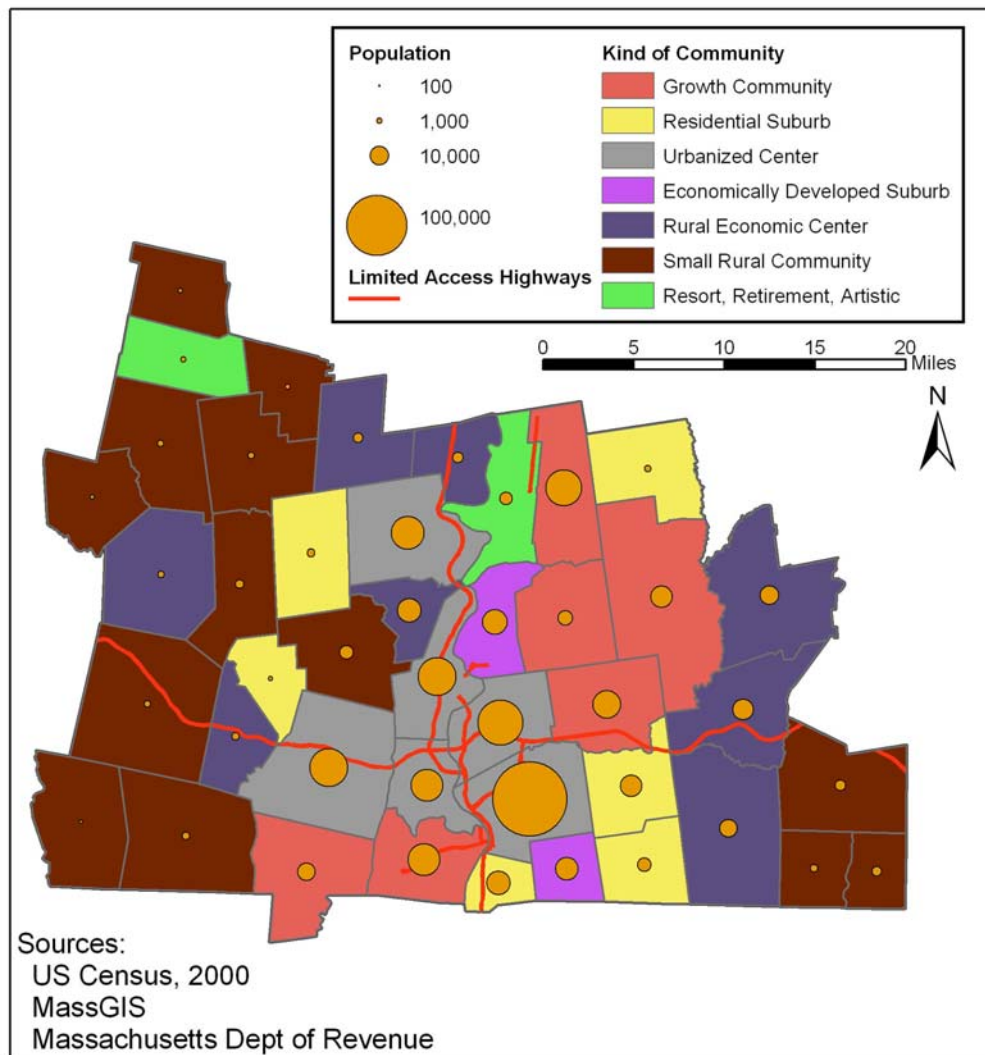 Population
100
1,000
10,000
100,000
Limited Access Highways
Kind of Community
Growth Community
Residential Suburb
Urbanized Center
Economically Developed Suburb
Rural Economic Center
Small Rural Community
Resort, Retirement, Artistic
0 5 10 15 20
Miles
N
Sources:
US Census, 2000
MassGIS
Massachusetts Dept of Revenue